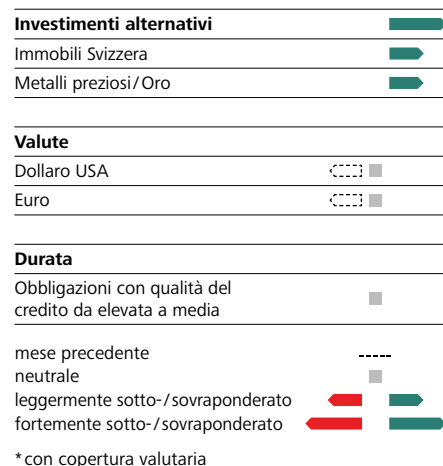 Investimenti alternativi
Immobili Svizzera
Metalli preziosi/Oro
Valute
Dollaro USA
Euro
Durata
Obbligazioni con qualità del
credito da elevata a media
mese precedente
neutrale
leggermente sotto-/sovraponderato
fortemente sotto-/sovraponderato
*con copertura valutaria